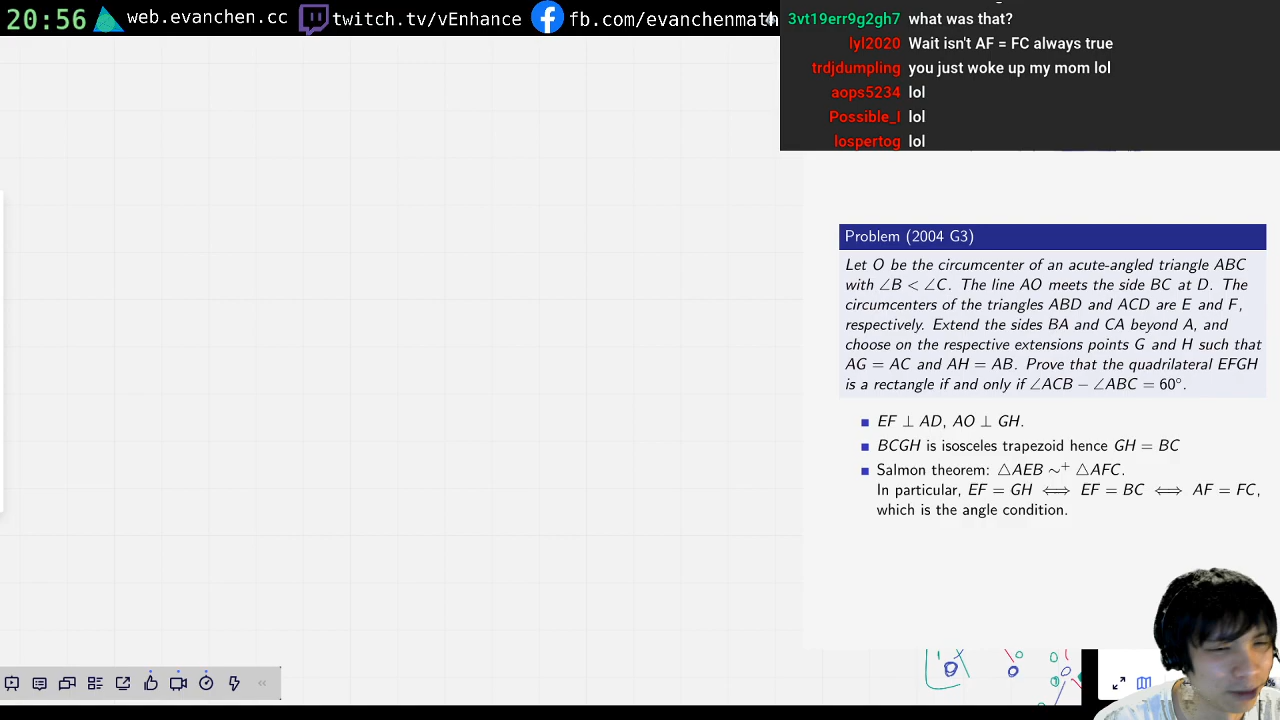 20:56 web.evanchen.cc twitch.tv/vEnhance fb.com/evanchenmath
3vt19err9g2gh7 what was that?
lyl2020 Wait isn't AF = FC always true
trdjdumpling you just woke up my mom lol
aops5234 lol
Possible_I lol
lospertog lol
Problem (2004 G3)
Let O be the circumcenter of an acute-angled triangle ABC
with ∠B < ∠C. The line AO meets the side BC at D. The
circumcenters of the triangles ABD and ACD are E and F,
respectively. Extend the sides BA and CA beyond A, and
choose on the respective extensions points G and H such that
AG = AC and AH = AB. Prove that the quadrilateral EFGH
is a rectangle if and only if ∠ACB − ∠ABC = 60°.
EF ⊥ AD, AO ⊥ GH.
BCGH is isosceles trapezoid hence GH = BC
Salmon theorem: △AEB ∼⁺ △AFC.
In particular, EF = GH ⟺ EF = BC ⟺ AF = FC,
which is the angle condition.